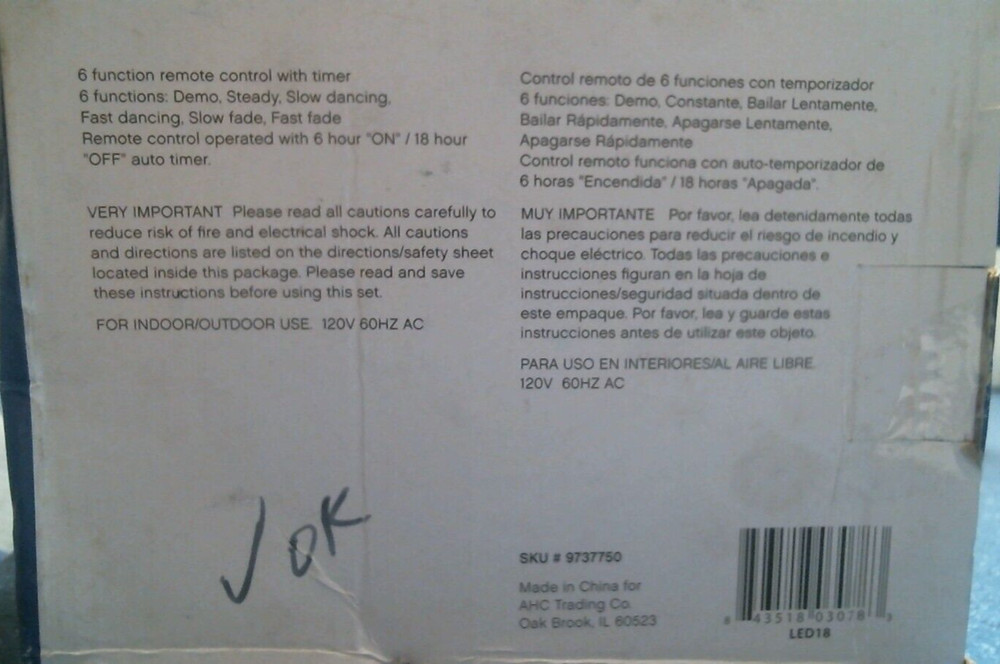 6 function remote control with timer
6 functions: Demo, Steady, Slow dancing,
Fast dancing, Slow fade, Fast fade
Remote control operated with 6 hour "ON" / 18 hour
"OFF" auto timer.
VERY IMPORTANT Please read all cautions carefully to
reduce risk of fire and electrical shock. All cautions
and directions are listed on the directions/safety sheet
located inside this package. Please read and save
these instructions before using this set.
FOR INDOOR/OUTDOOR USE. 120V 60HZ AC
Control remoto de 6 funciones con temporizador
6 funciones: Demo, Constante, Bailar Lentamente,
Bailar Rápidamente, Apagarse Lentamente,
Apagarse Rápidamente
Control remoto funciona con auto-temporizador de
6 horas "Encendida" / 18 horas "Apagada".
MUY IMPORTANTE Por favor, lea detenidamente todas
las precauciones para reducir el riesgo de incendio y
choque eléctrico. Todas las precauciones e
instrucciones figuran en la hoja de
instrucciones/seguridad situada dentro de
este empaque. Por favor, lea y guarde estas
instrucciones antes de utilizar este objeto.
PARA USO EN INTERIORES/AL AIRE LIBRE.
120V 60HZ AC
√ OK
SKU # 9737750
Made in China for
AHC Trading Co.
Oak Brook, IL 60523
8 43518 03078 3
LED18